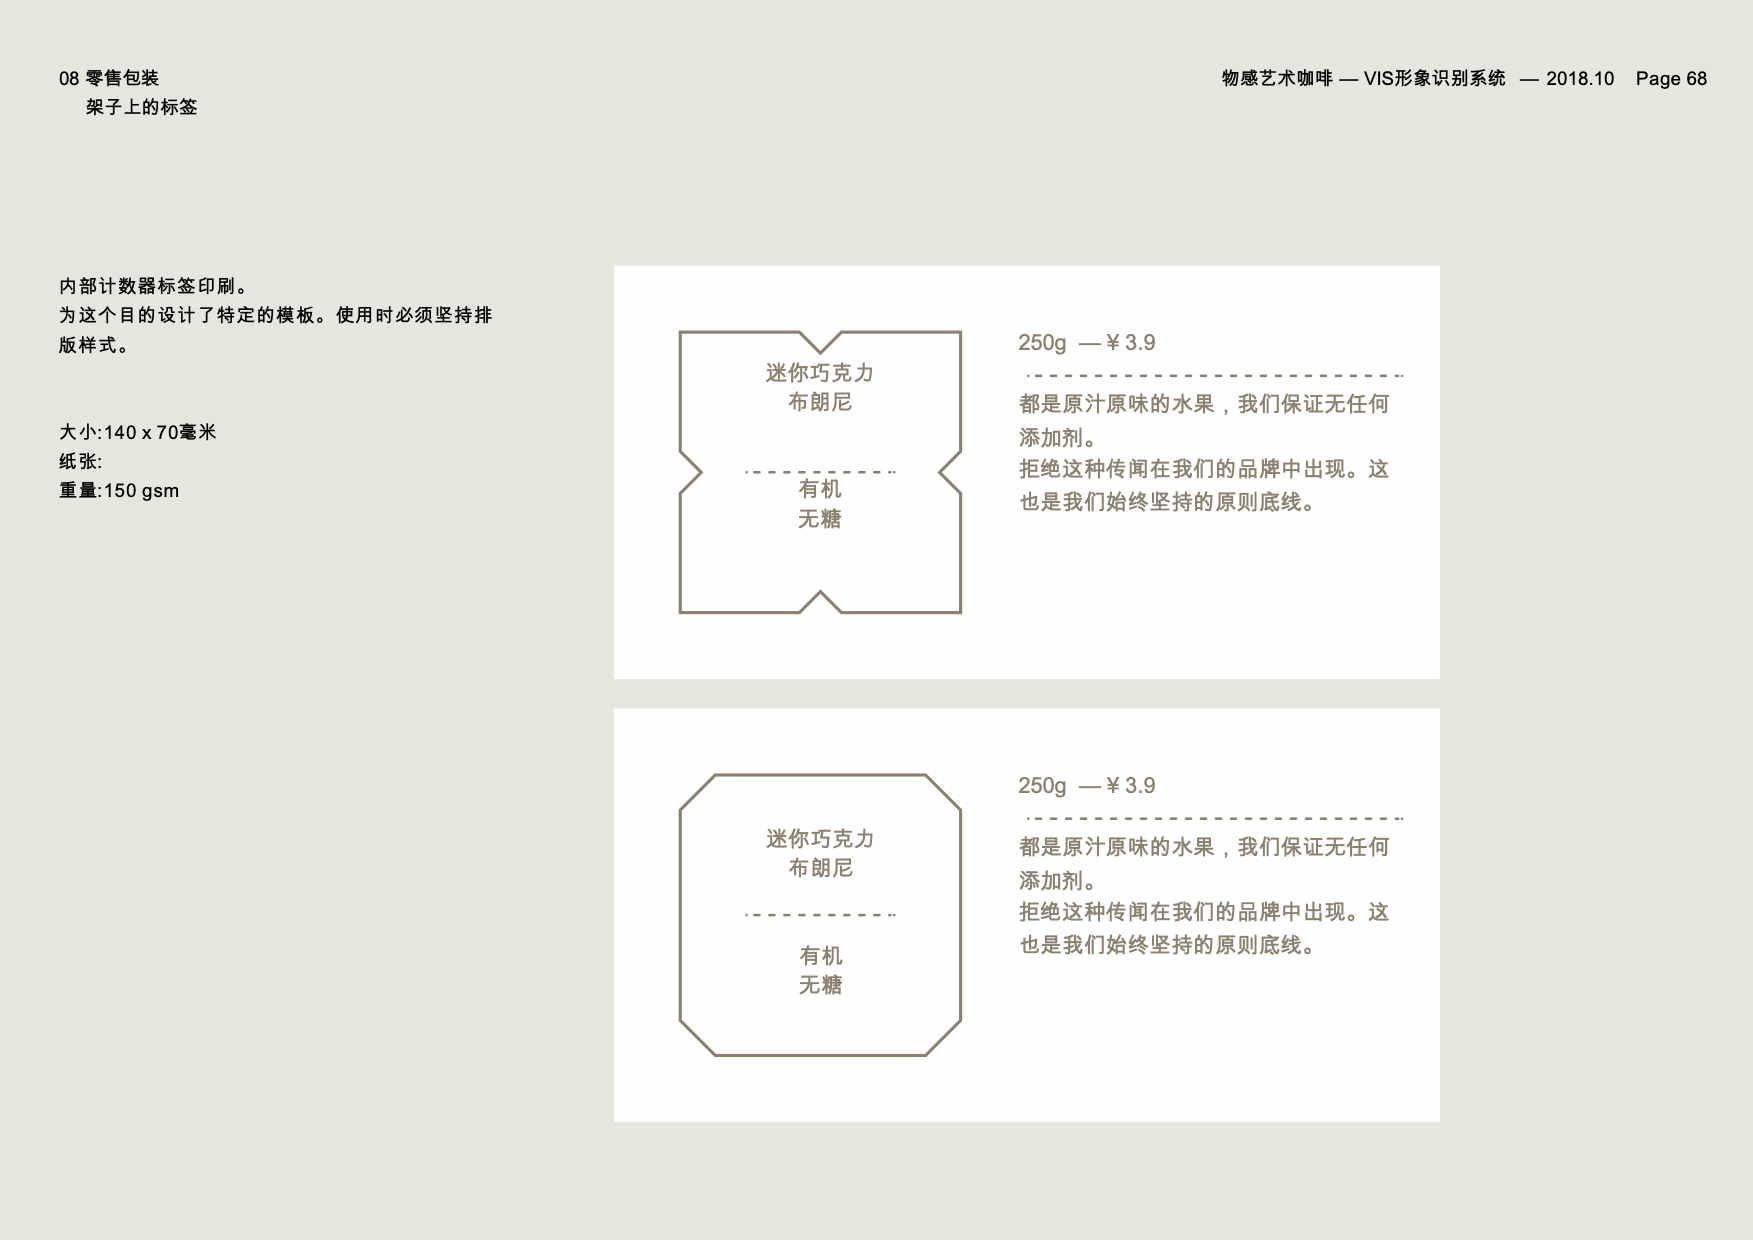 08 零售包装
架子上的标签
物感艺术咖啡 — VIS形象识别系统 — 2018.10 Page 68
内部计数器标签印刷。
为这个目的设计了特定的模板。使用时必须坚持排
版样式。
大小:140 x 70毫米
纸张:
重量:150 gsm
迷你巧克力
布朗尼
有机
无糖
250g —¥ 3.9
都是原汁原味的水果，我们保证无任何
添加剂。
拒绝这种传闻在我们的品牌中出现。这
也是我们始终坚持的原则底线。
迷你巧克力
布朗尼
有机
无糖
250g —¥ 3.9
都是原汁原味的水果，我们保证无任何
添加剂。
拒绝这种传闻在我们的品牌中出现。这
也是我们始终坚持的原则底线。